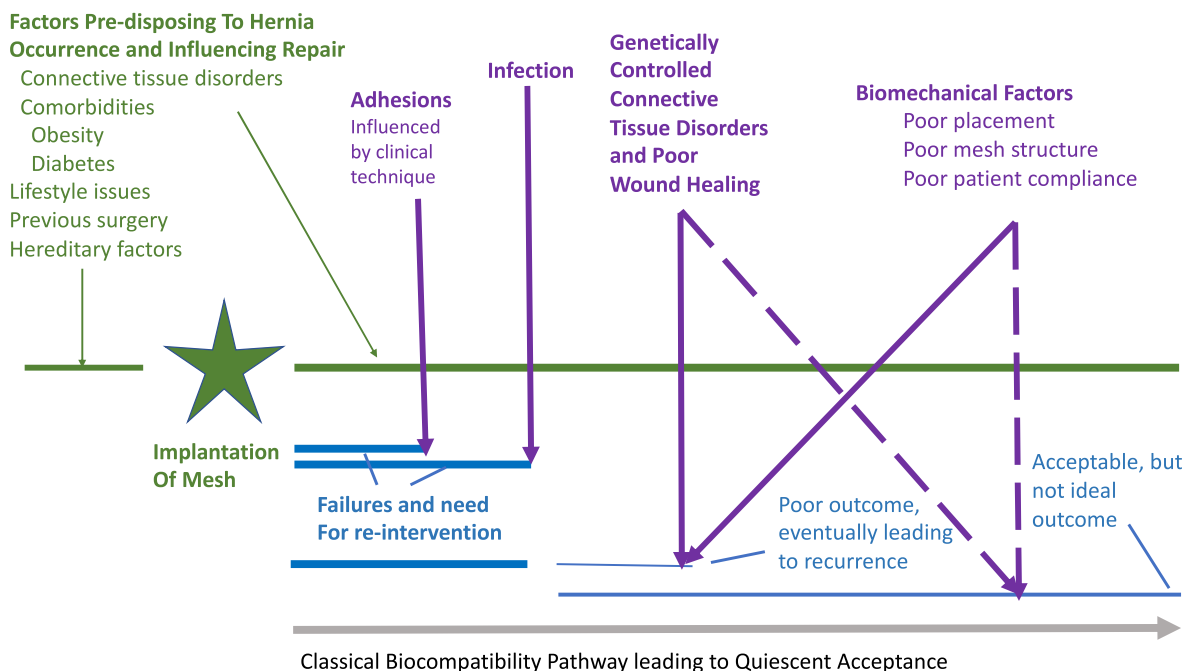 Factors Pre-disposing To Hernia
Occurrence and Influencing Repair
Connective tissue disorders
Comorbidities
Obesity
Diabetes
Lifestyle issues
Previous surgery
Hereditary factors
Adhesions
Influenced
by clinical
technique
Infection
Genetically
Controlled
Connective
Tissue Disorders
and Poor
Wound Healing
Biomechanical Factors
Poor placement
Poor mesh structure
Poor patient compliance
Implantation
Of Mesh
Failures and need
For re-intervention
Poor outcome,
eventually leading
to recurrence
Acceptable, but
not ideal
outcome
Classical Biocompatibility Pathway leading to Quiescent Acceptance